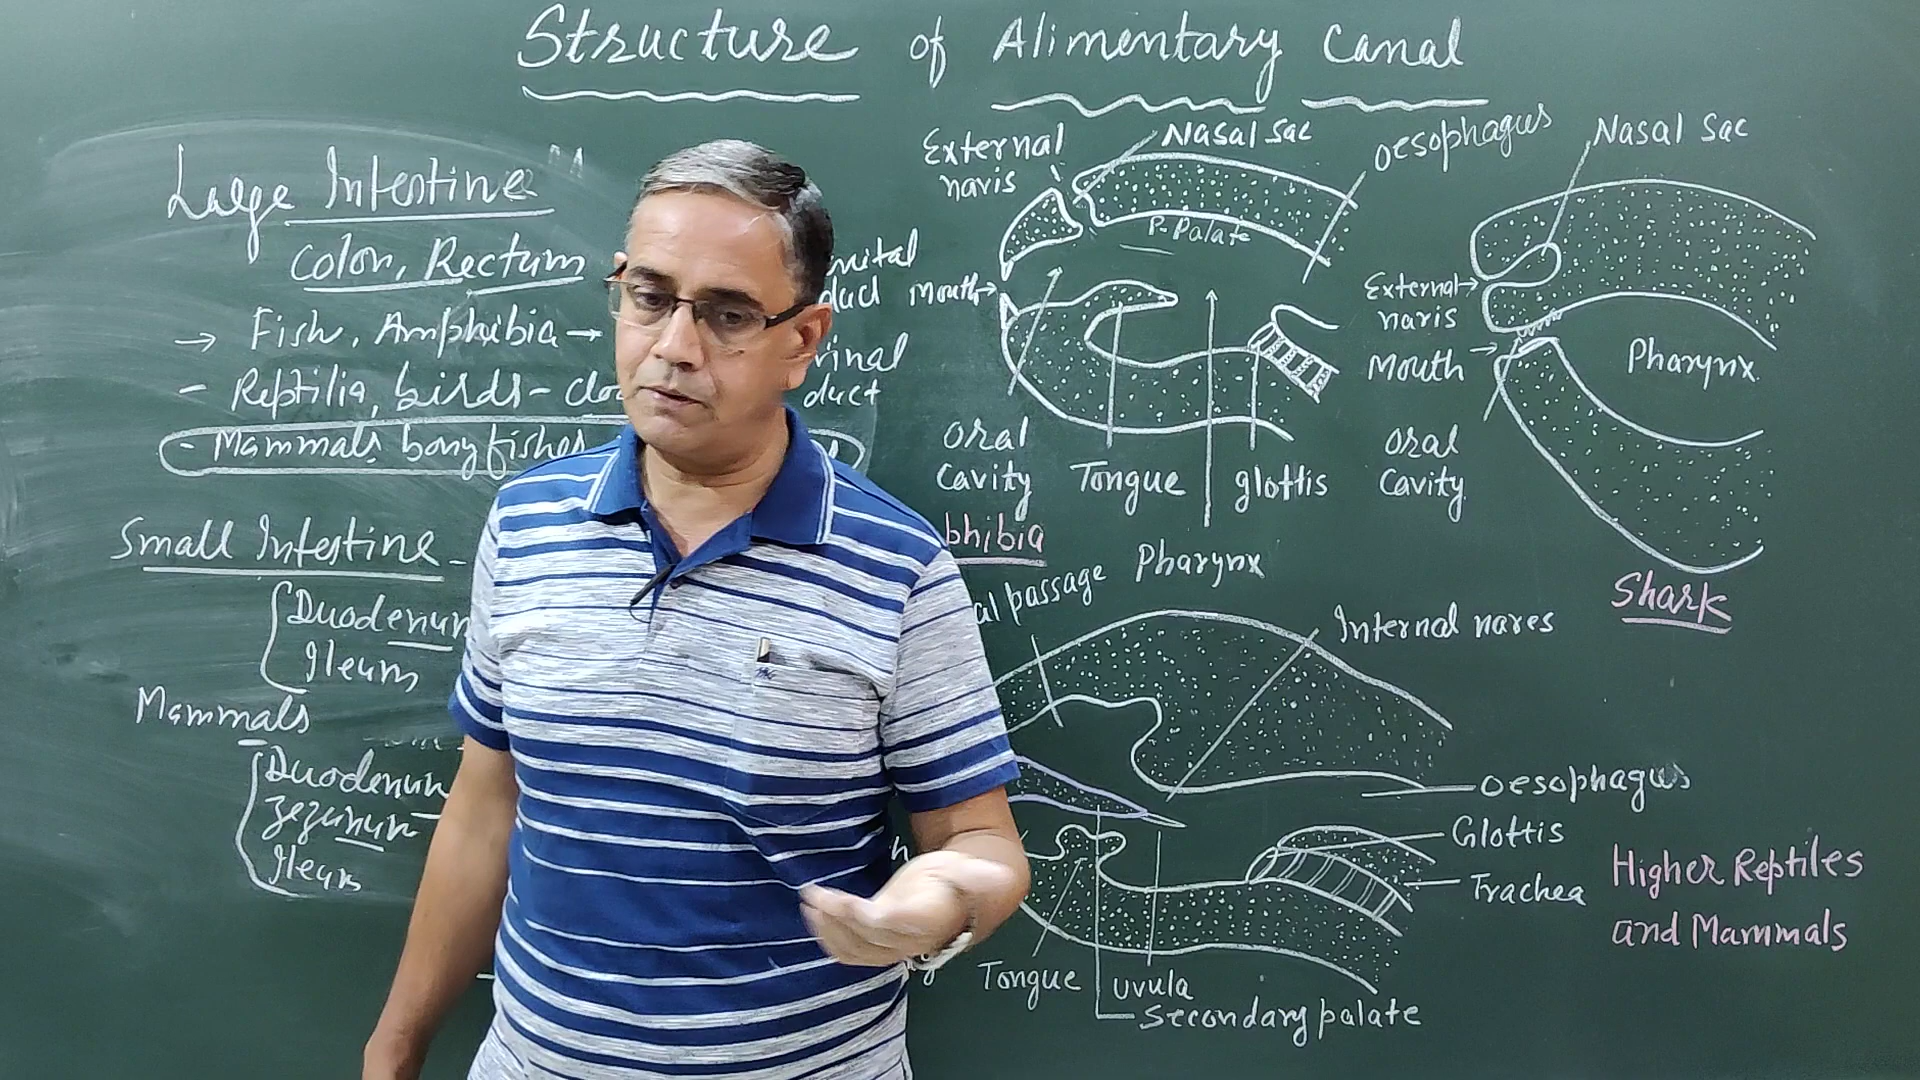 Structure of Alimentary Canal
Large Intestine
Colon, Rectum
→ Fish, Amphibia →
- Reptilia, birds -
- Mammals bony fishes
duct
duct
Small Intestine -
Duodenum
Ileum
Mammals
Duodenum
Jejunum
Ileum
External
naris
Nasal Sac
oesophagus
P. Palate
Mouth→
Oral
Cavity
Tongue
glottis
Pharynx
Nasal Sac
External→
naris
Mouth →
Pharynx
Oral
Cavity
Shark
passage
Internal nares
Oesophagus
Glottis
Trachea
Tongue
Uvula
Secondary palate
Higher Reptiles
and Mammals